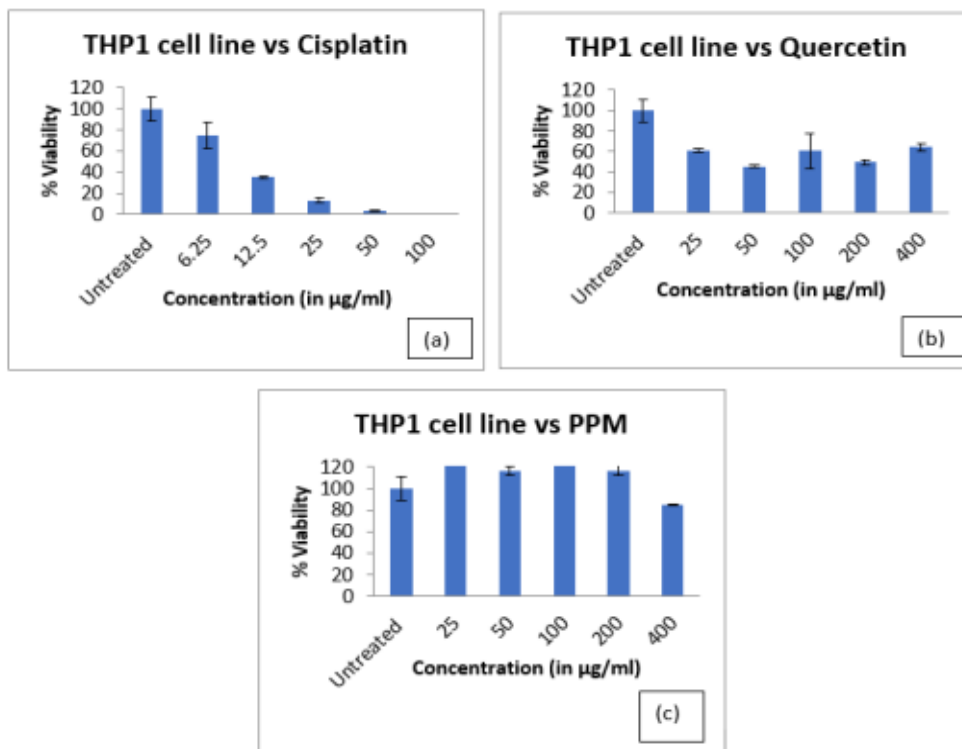 THP1 cell line vs Cisplatin
% Viability
120
100
80
60
40
20
0
Untreated
6.25
12.5
25
50
100
Concentration (in µg/ml)
(a)
THP1 cell line vs Quercetin
% Viability
120
100
80
60
40
20
0
Untreated
25
50
100
200
400
Concentration (in µg/ml)
(b)
THP1 cell line vs PPM
% Viability
120
100
80
60
40
20
0
Untreated
25
50
100
200
400
Concentration (in µg/ml)
(c)